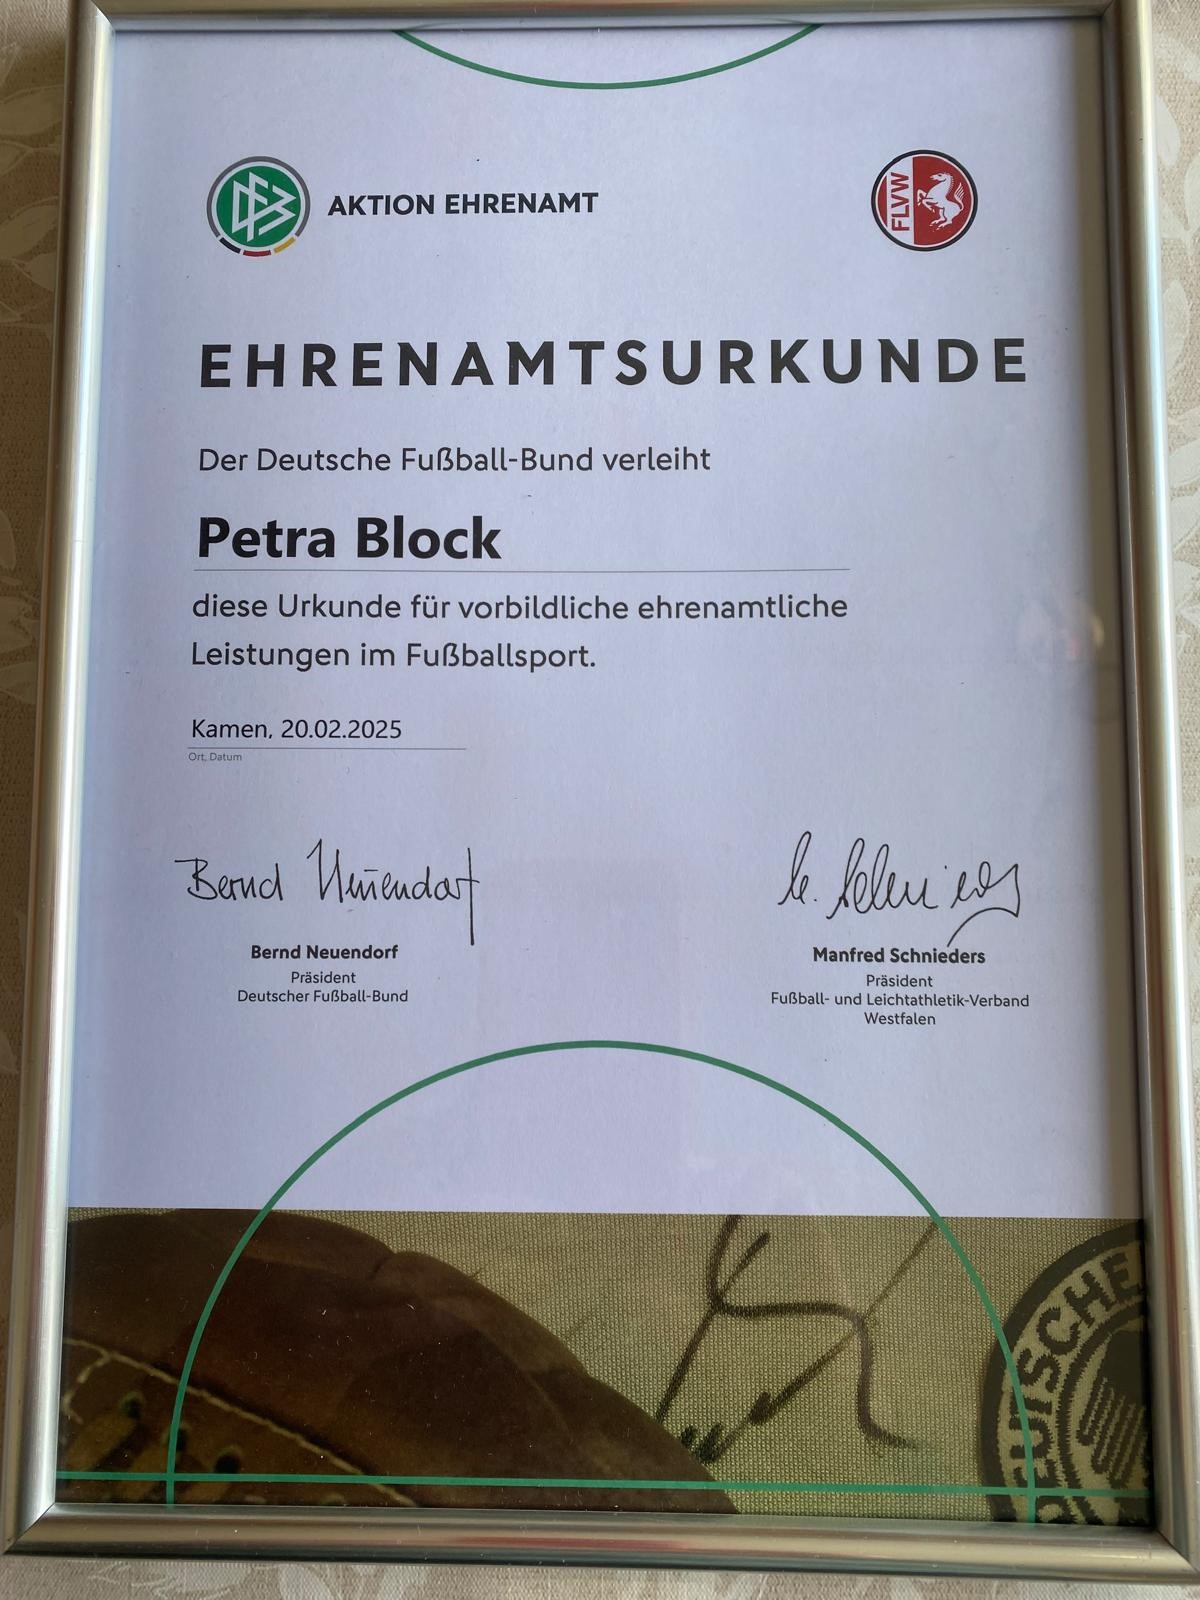 DFB
AKTION EHRENAMT
FLVW
EHRENAMTSURKUNDE
Der Deutsche Fußball-Bund verleiht
Petra Block
diese Urkunde für vorbildliche ehrenamtliche
Leistungen im Fußballsport.
Kamen, 20.02.2025
Ort, Datum
Bernd Neuendorf
Bernd Neuendorf
Präsident
Deutscher Fußball-Bund
M. Schnieders
Manfred Schnieders
Präsident
Fußball- und Leichtathletik-Verband
Westfalen